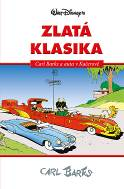 WALT DISNEY'S
ZLATÁ
KLASIKA
Carl Barks a auta v Kačerově
CARL BARKS